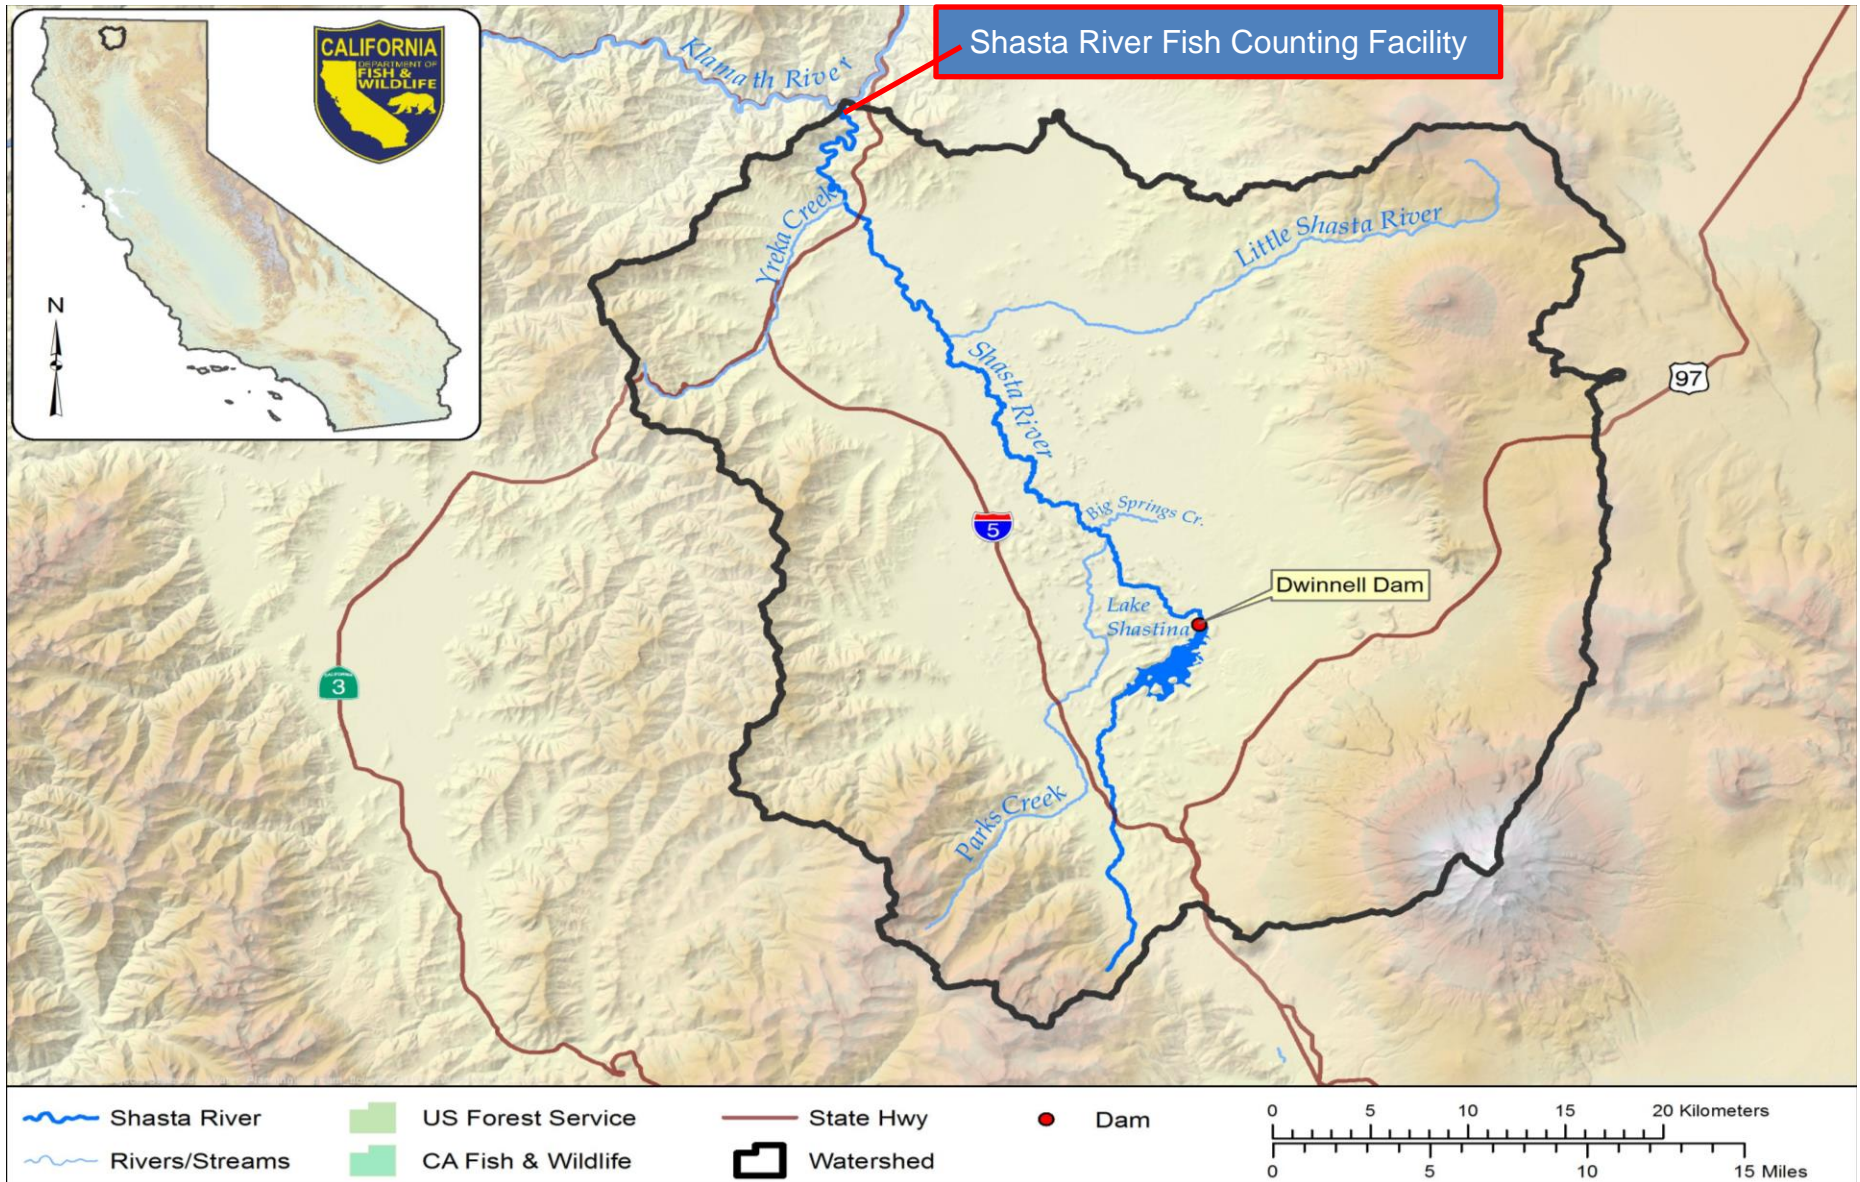 Shasta River Fish Counting Facility
CALIFORNIA
DEPARTMENT OF
FISH &
WILDLIFE
N
Klamath River
Yreka Creek
Little Shasta River
Shasta River
97
5
Big Springs Cr.
Dwinnell Dam
Lake
Shastina
CALIFORNIA
3
Parks Creek
Shasta River
US Forest Service
State Hwy
Dam
Rivers/Streams
CA Fish & Wildlife
Watershed
0 5 10 15 20 Kilometers
0 5 10 15 Miles